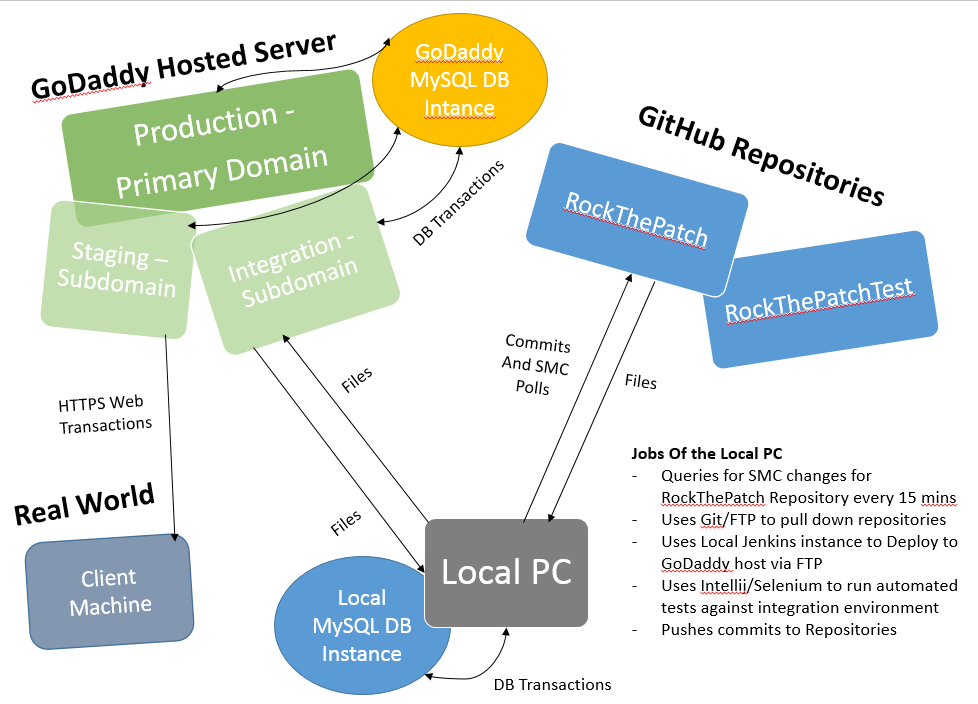 GoDaddy Hosted Server
GoDaddy
MySQL DB
Intance
Production -
Primary Domain
Staging –
Subdomain
Integration -
Subdomain
DB Transactions
GitHub Repositories
RockThePatch
RockThePatchTest
HTTPS Web
Transactions
Files
Files
Commits
And SMC
Polls
Files
Real World
Client
Machine
Local PC
Local
MySQL DB
Instance
DB Transactions
Jobs Of the Local PC
- Queries for SMC changes for
RockThePatch Repository every 15 mins
- Uses Git/FTP to pull down repositories
- Uses Local Jenkins instance to Deploy to
GoDaddy host via FTP
- Uses Intellij/Selenium to run automated
tests against integration environment
- Pushes commits to Repositories